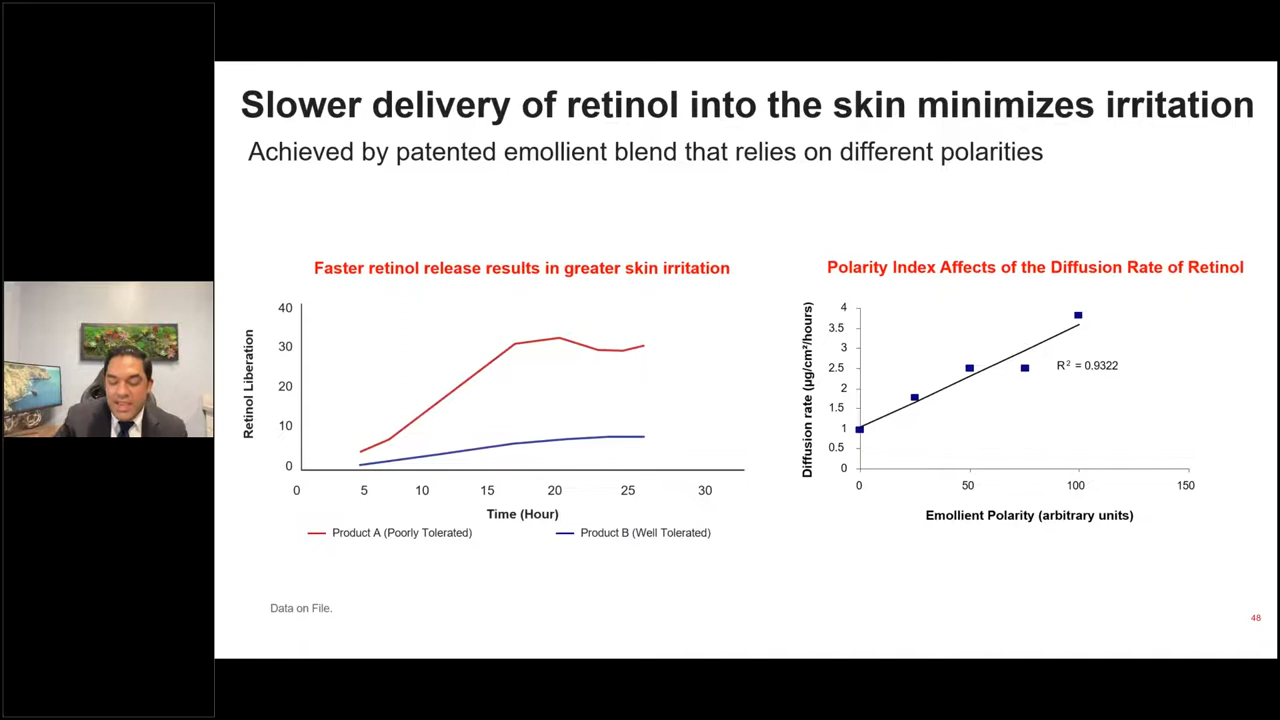 Slower delivery of retinol into the skin minimizes irritation
Achieved by patented emollient blend that relies on different polarities
Faster retinol release results in greater skin irritation
Retinol Liberation
40
30
20
10
0
0 5 10 15 20 25 30
Time (Hour)
Product A (Poorly Tolerated) Product B (Well Tolerated)
Polarity Index Affects of the Diffusion Rate of Retinol
Diffusion rate (µg/cm²/hours)
4
3.5
3
2.5
2
1.5
1
0.5
0
R² = 0.9322
0 50 100 150
Emollient Polarity (arbitrary units)
Data on File.
48